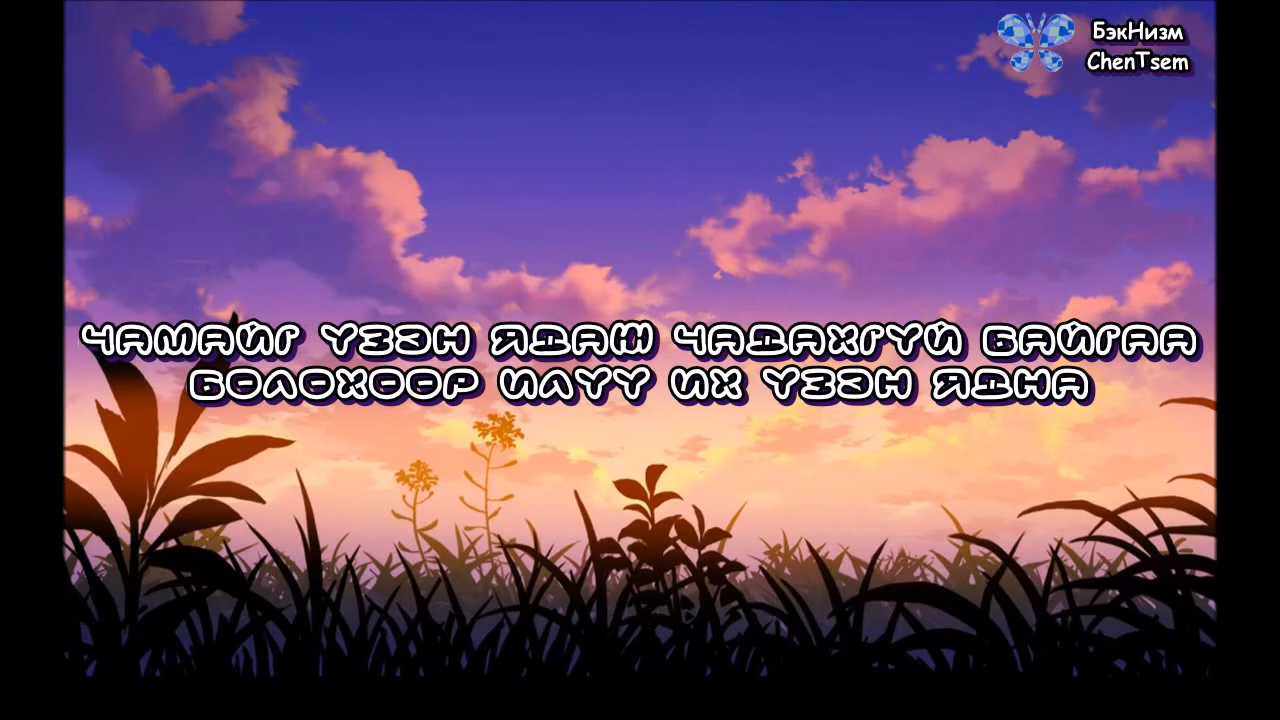 БэкНизм
ChenTsem
ЧАМАЙГ ҮЗЭН ЯДАЖ ЧАДАХГҮЙ БАЙГАА
БОЛОХООР ИЛҮҮ ИХ ҮЗЭН ЯДНА